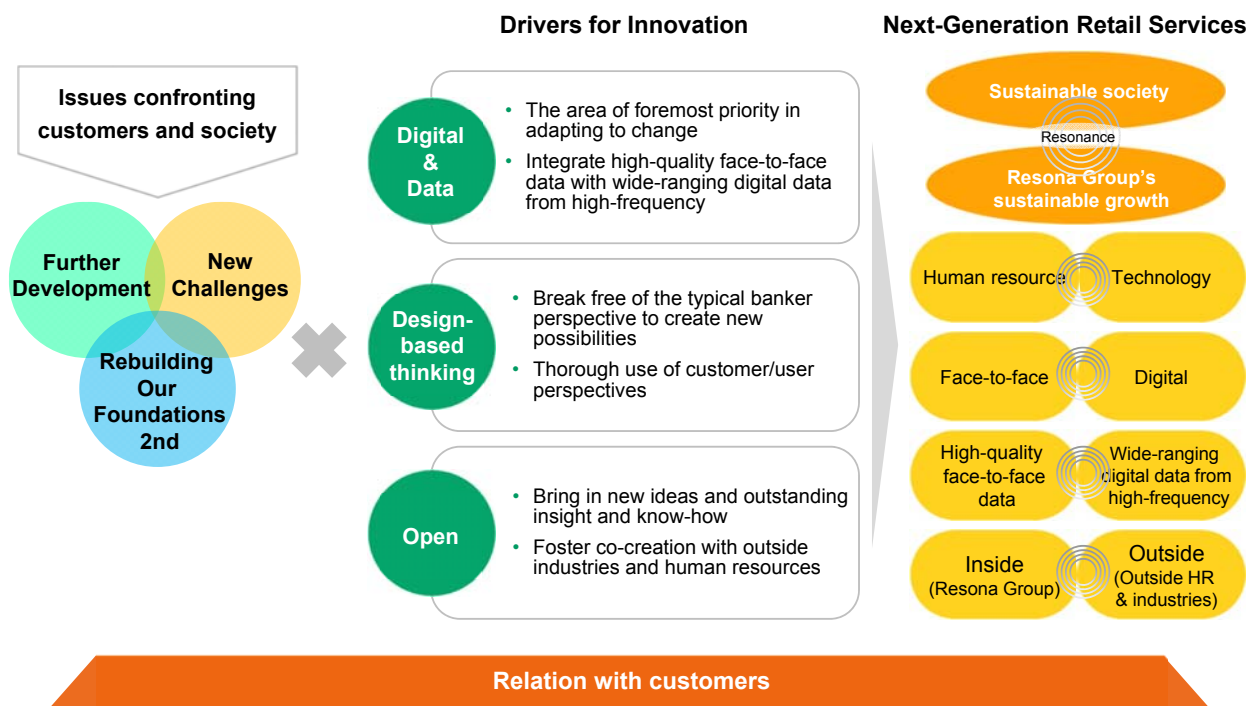 Drivers for Innovation
Next-Generation Retail Services
Issues confronting
customers and society
Further
Development
New
Challenges
Rebuilding
Our
Foundations
2nd
Digital
&
Data
• The area of foremost priority in
adapting to change
• Integrate high-quality face-to-face
data with wide-ranging digital data
from high-frequency
Design-
based
thinking
• Break free of the typical banker
perspective to create new
possibilities
• Thorough use of customer/user
perspectives
Open
• Bring in new ideas and outstanding
insight and know-how
• Foster co-creation with outside
industries and human resources
Sustainable society
Resonance
Resona Group’s
sustainable growth
Human resource
Technology
Face-to-face
Digital
High-quality
face-to-face
data
Wide-ranging
digital data from
high-frequency
Inside
(Resona Group)
Outside
(Outside HR
& industries)
Relation with customers